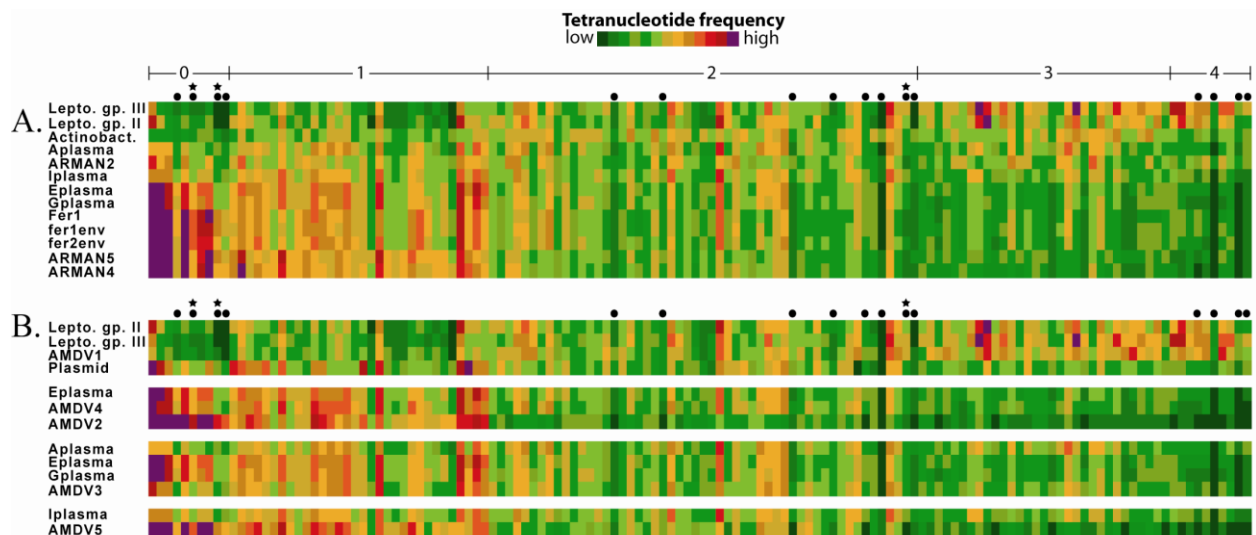 Tetranucleotide frequency
low high
0 1 2 3 4
A.
Lepto. gp. III
Lepto. gp. II
Actinobact.
Aplasma
ARMAN2
Iplasma
Eplasma
Gplasma
Fer1
fer1env
fer2env
ARMAN5
ARMAN4
B.
Lepto. gp. II
Lepto. gp. III
AMDV1
Plasmid
Eplasma
AMDV4
AMDV2
Aplasma
Eplasma
Gplasma
AMDV3
Iplasma
AMDV5